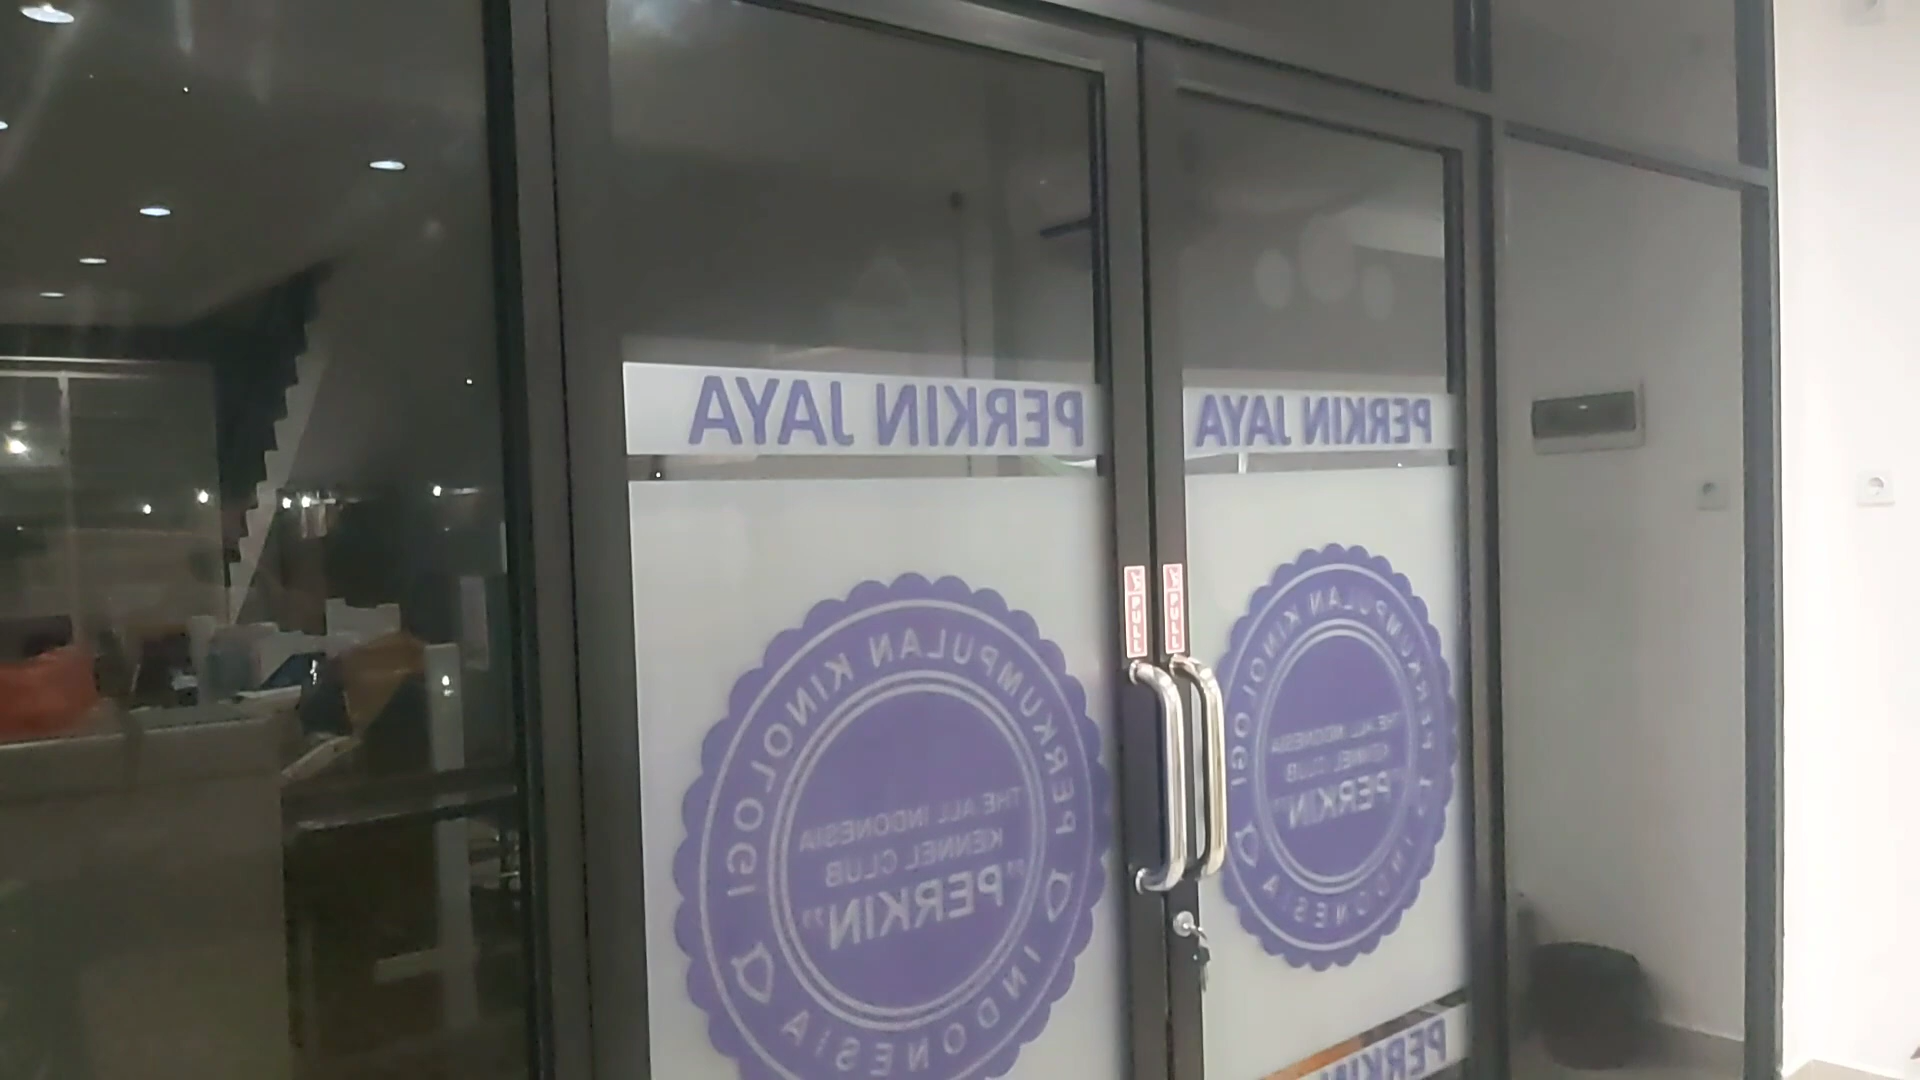 PERKIN JAYA
PERKIN JAYA
PULL
PULL
PERKUMPULAN KINOLOGI
INDONESIA
THE ALL INDONESIA
KENNEL CLUB
"PERKIN"
PERKUMPULAN KINOLOGI
INDONESIA
THE ALL INDONESIA
KENNEL CLUB
"PERKIN"
PERKIN